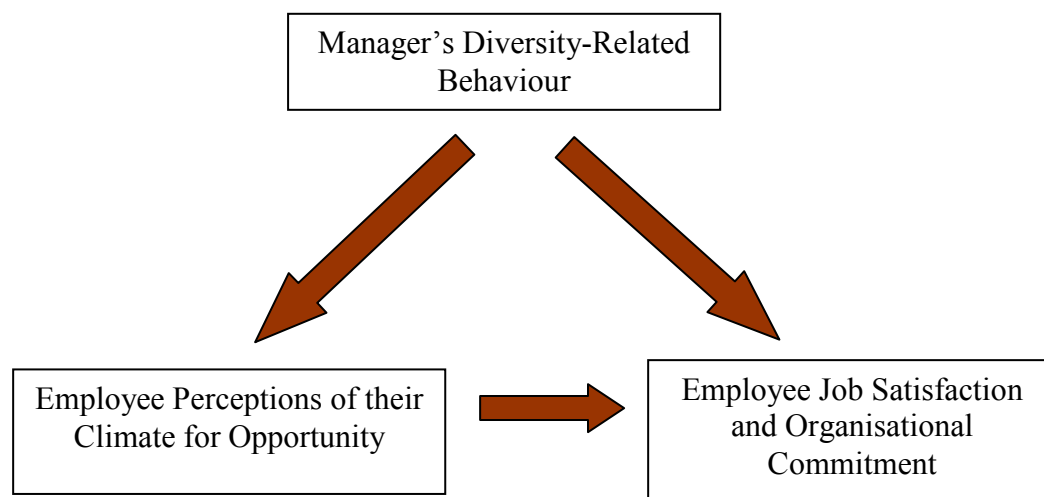 Manager’s Diversity-Related
Behaviour
Employee Perceptions of their
Climate for Opportunity
Employee Job Satisfaction
and Organisational
Commitment